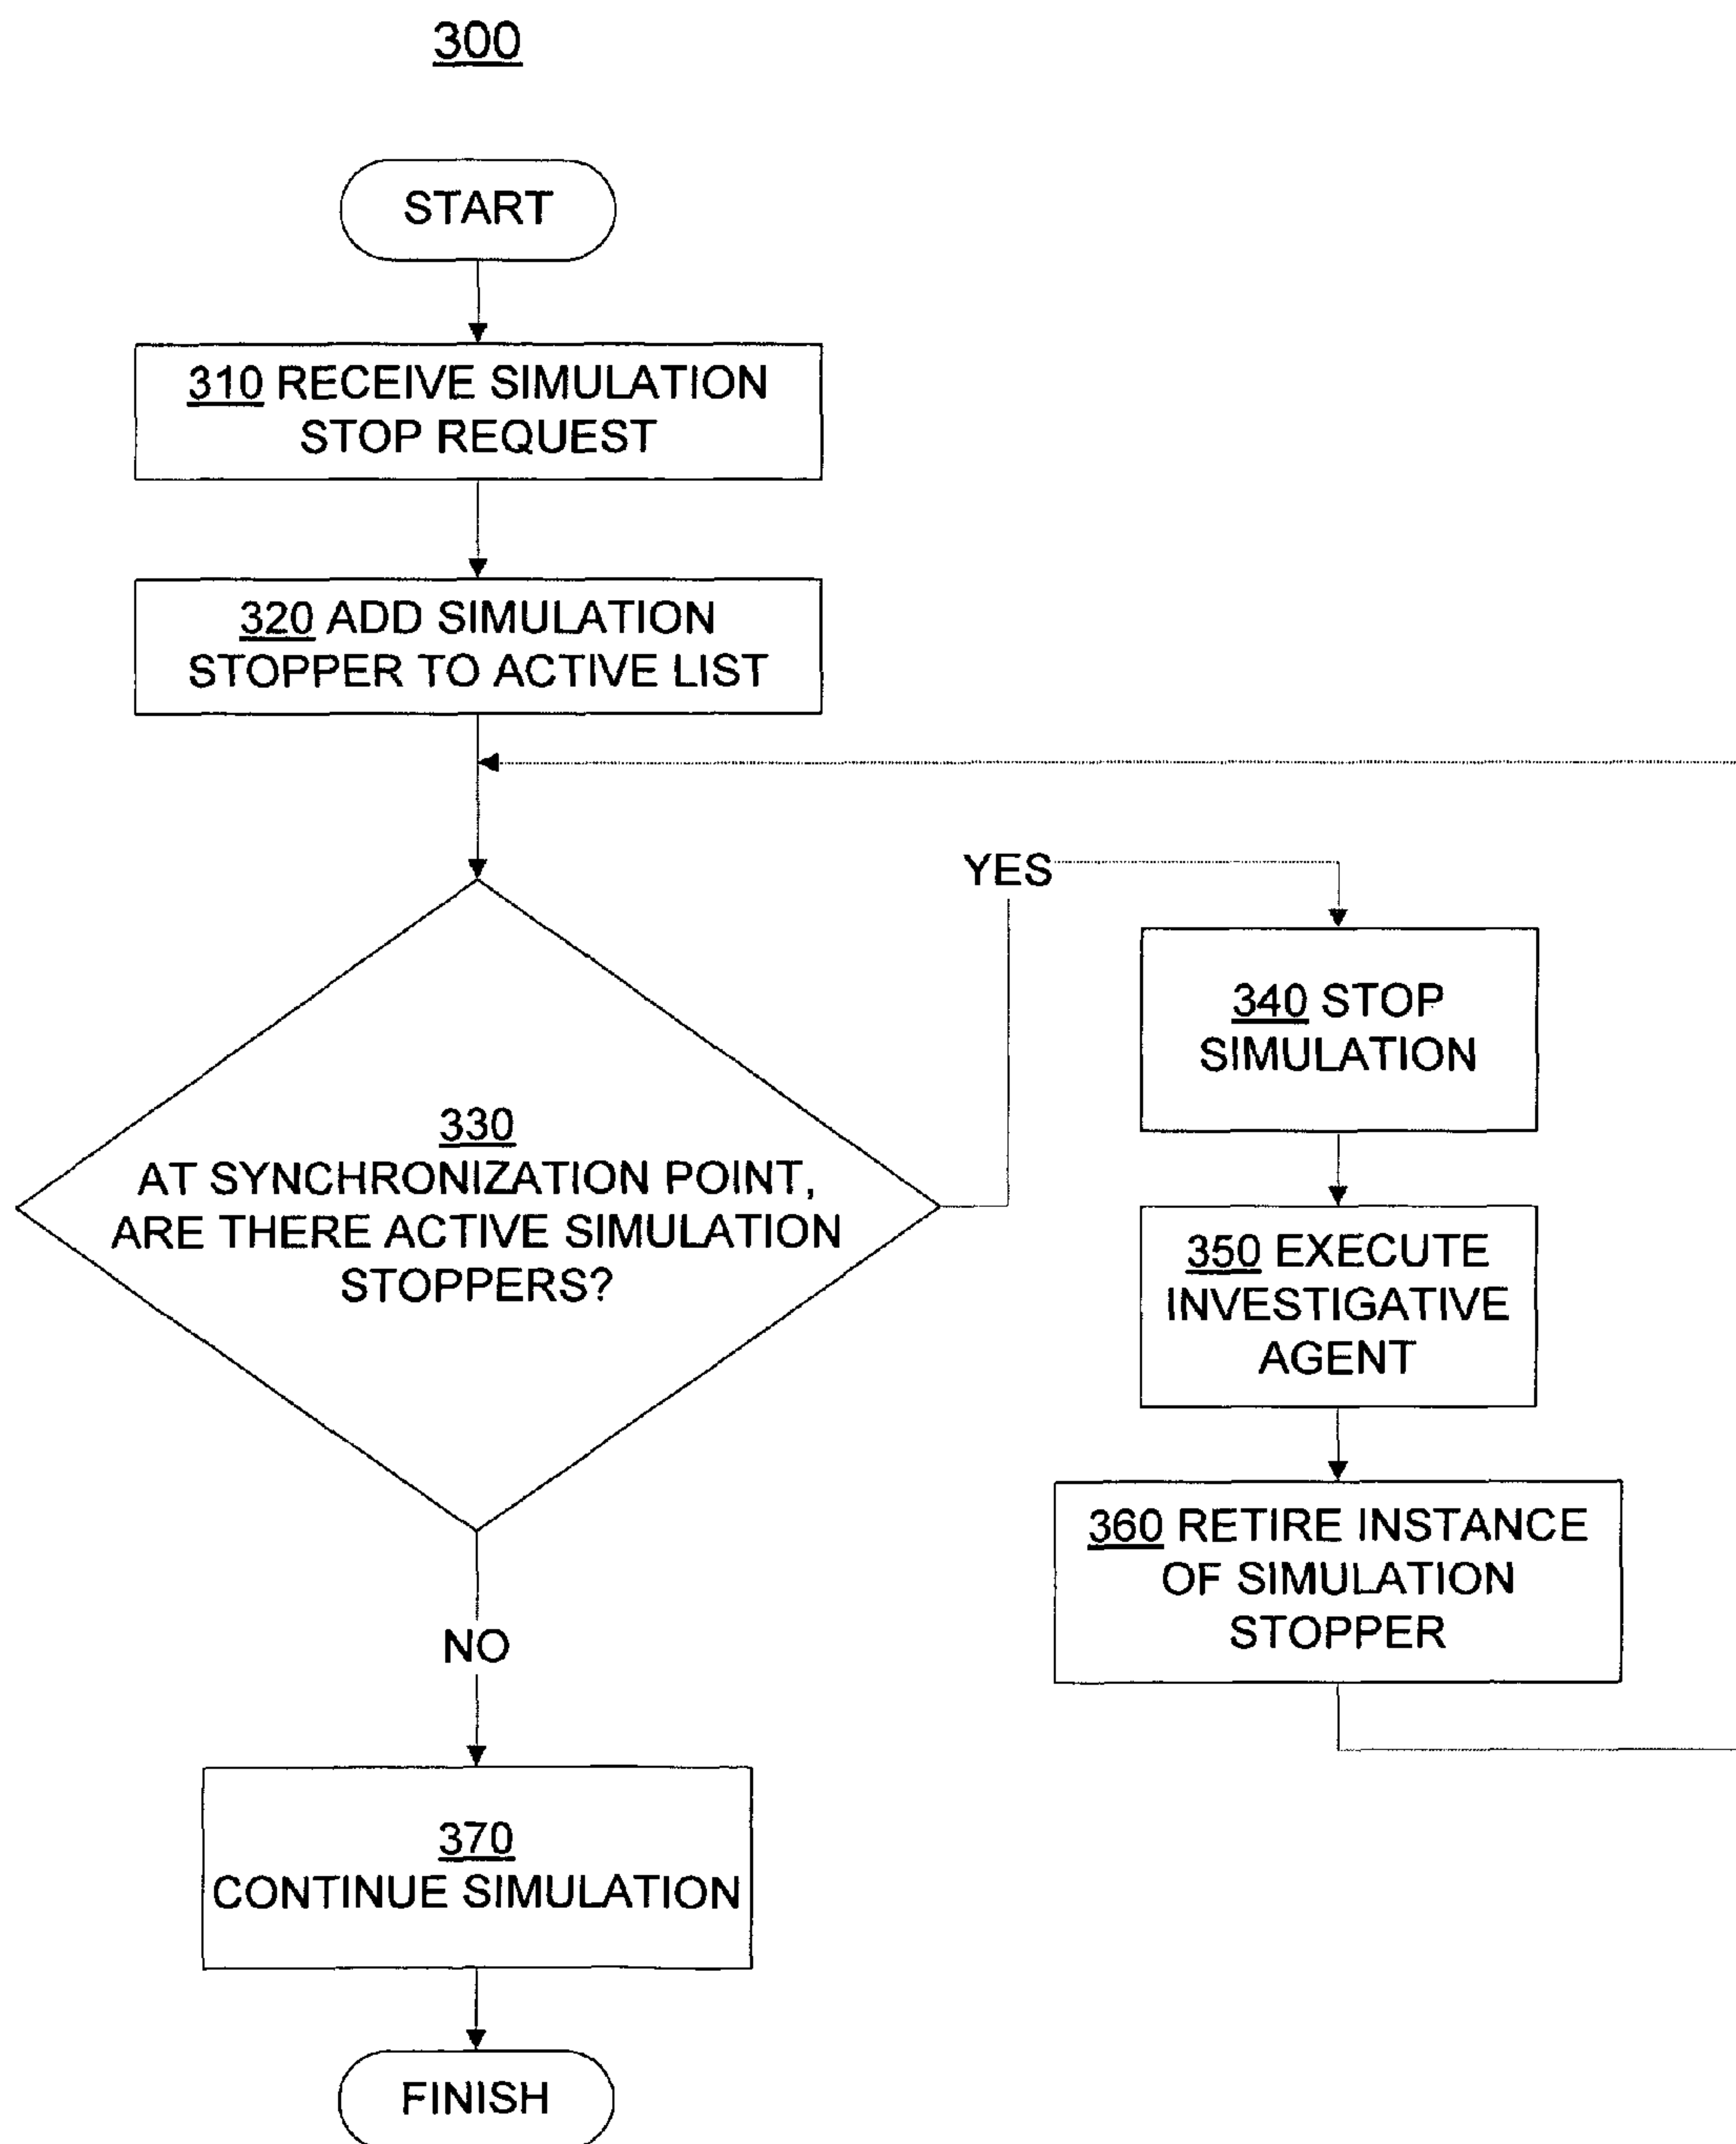 300
START
310 RECEIVE SIMULATION
STOP REQUEST
320 ADD SIMULATION
STOPPER TO ACTIVE LIST
330
AT SYNCHRONIZATION POINT,
ARE THERE ACTIVE SIMULATION
STOPPERS?
YES
340 STOP
SIMULATION
350 EXECUTE
INVESTIGATIVE
AGENT
360 RETIRE INSTANCE
OF SIMULATION
STOPPER
NO
370
CONTINUE SIMULATION
FINISH